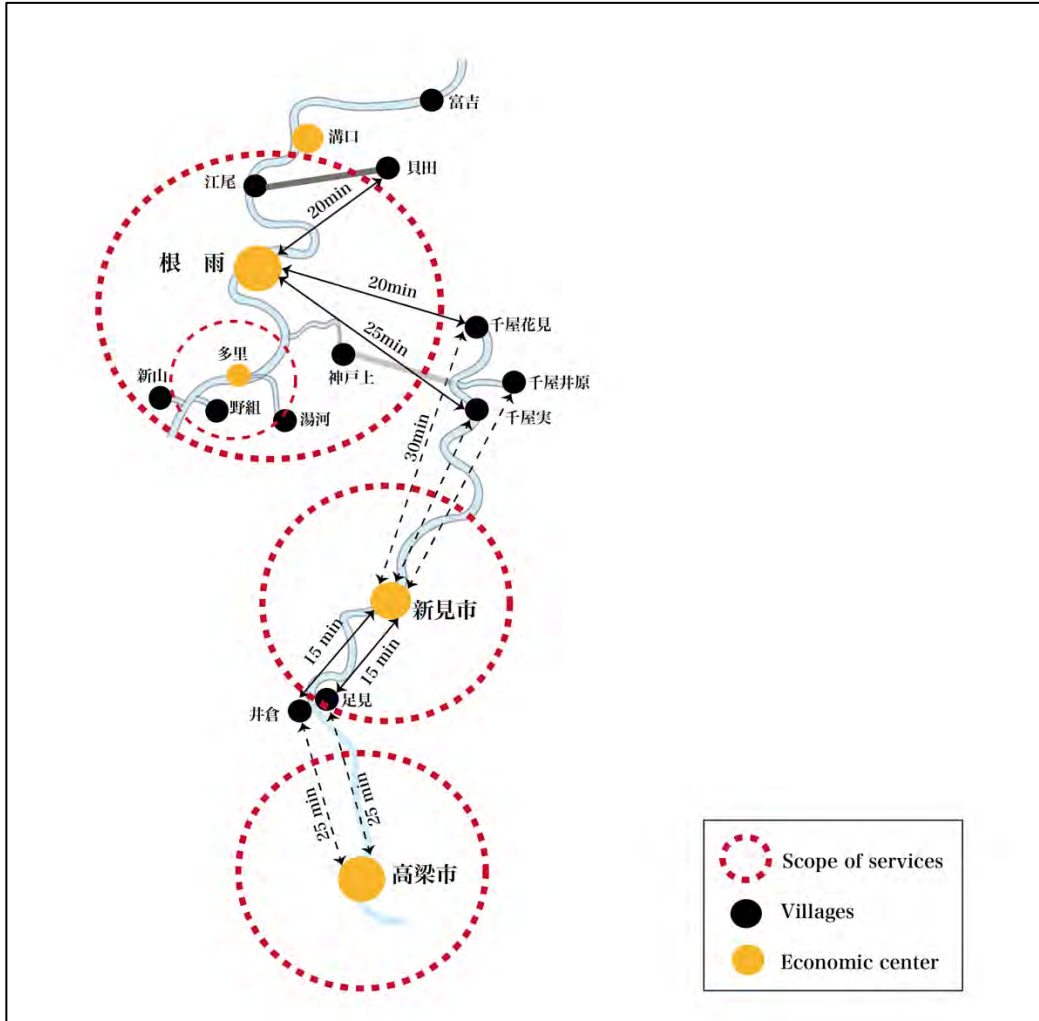 富吉
溝口
貝田
江尾
20min
根 雨
20min
千屋花見
25min
多里
神戸上
千屋井原
新山
野組
湯河
千屋実
30min
新見市
15 min
15 min
足見
井倉
25 min
25 min
高梁市
Scope of services
Villages
Economic center